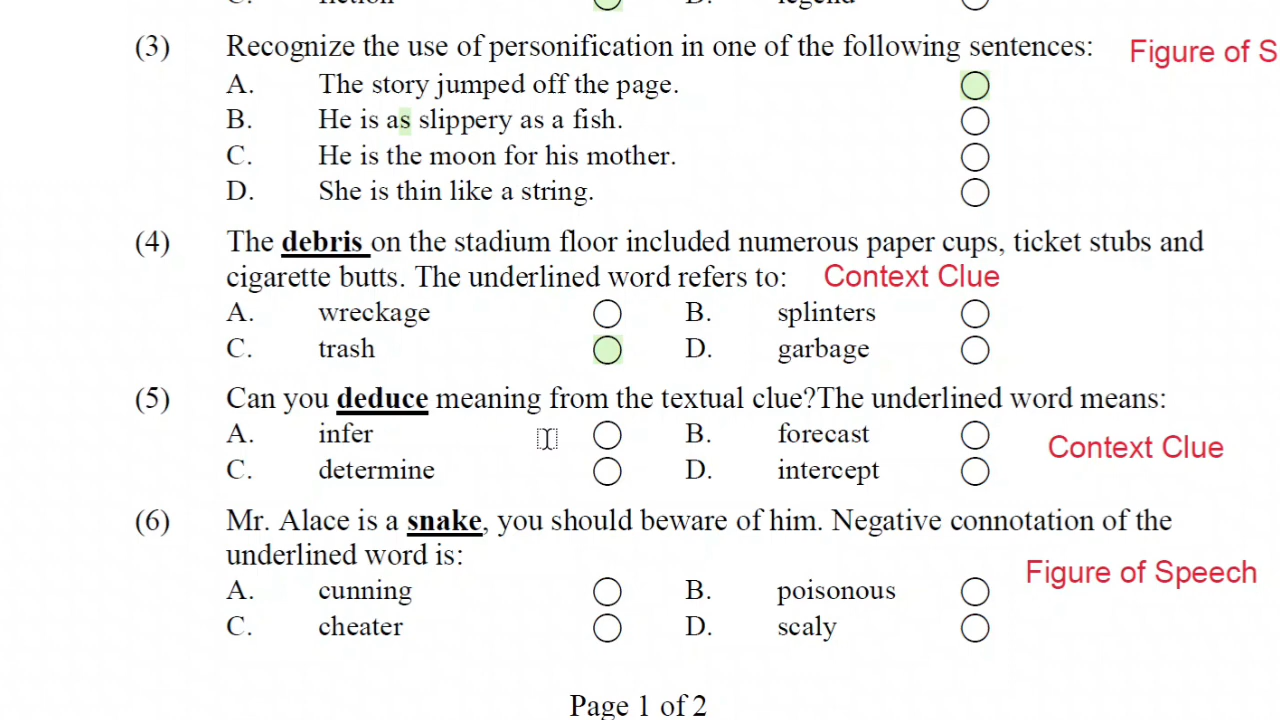 C. fiction D. legend
(3) Recognize the use of personification in one of the following sentences: Figure of S
A. The story jumped off the page.
B. He is as slippery as a fish.
C. He is the moon for his mother.
D. She is thin like a string.
(4) The debris on the stadium floor included numerous paper cups, ticket stubs and
cigarette butts. The underlined word refers to: Context Clue
A. wreckage B. splinters
C. trash D. garbage
(5) Can you deduce meaning from the textual clue?The underlined word means:
A. infer B. forecast
Context Clue
C. determine D. intercept
(6) Mr. Alace is a snake, you should beware of him. Negative connotation of the
underlined word is:
Figure of Speech
A. cunning B. poisonous
C. cheater D. scaly
Page 1 of 2